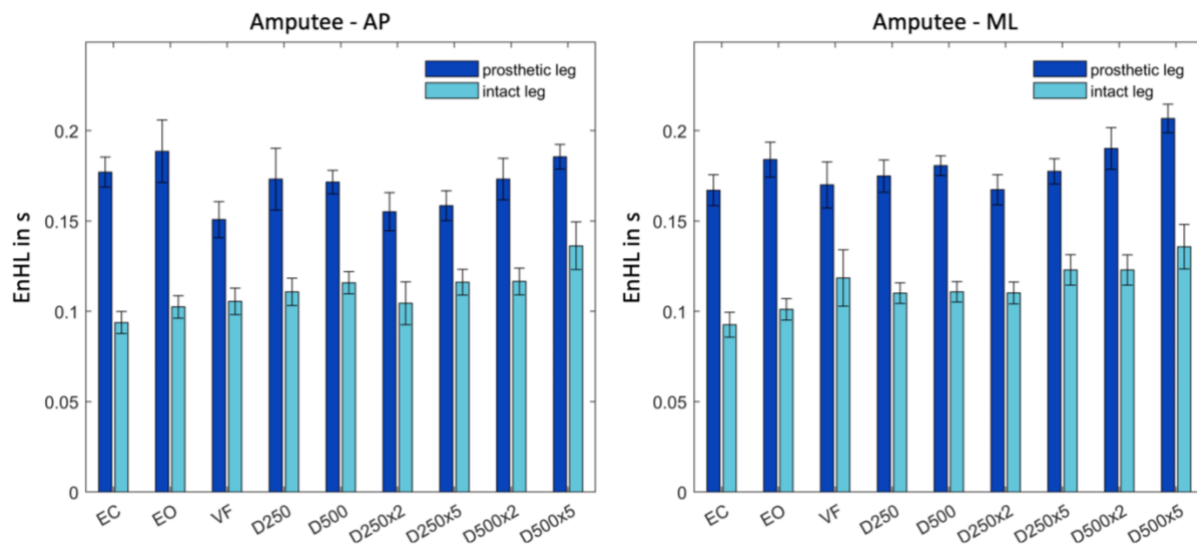 Amputee - AP
prosthetic leg
intact leg
EnHL in s
0.2
0.15
0.1
0.05
0
EC EO VF D250 D500 D250x2 D250x5 D500x2 D500x5
Amputee - ML
prosthetic leg
intact leg
EnHL in s
0.2
0.15
0.1
0.05
0
EC EO VF D250 D500 D250x2 D250x5 D500x2 D500x5